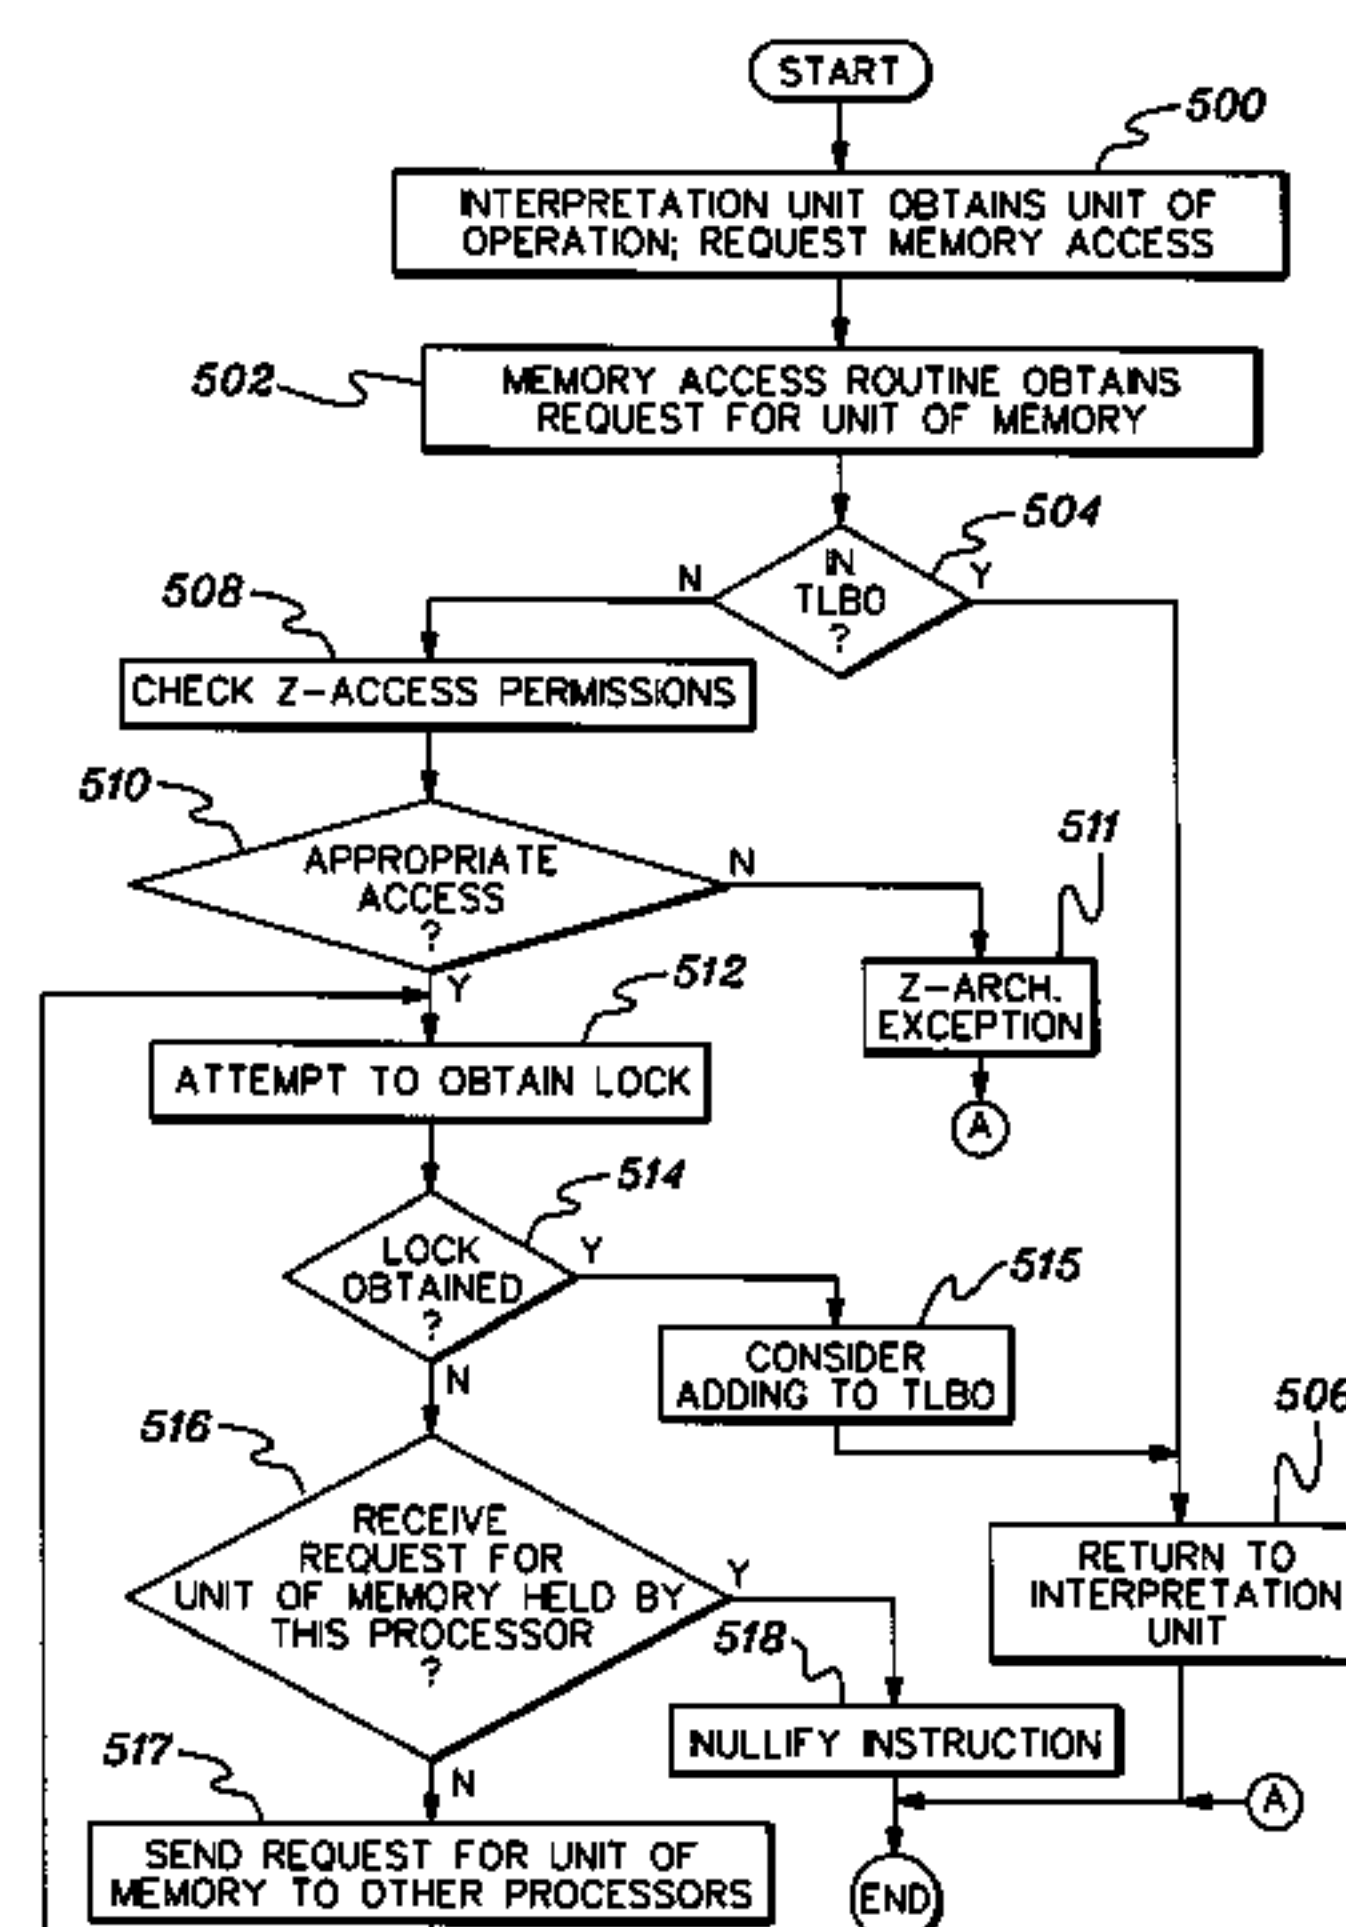 START
500
INTERPRETATION UNIT OBTAINS UNIT OF
OPERATION; REQUEST MEMORY ACCESS
502
MEMORY ACCESS ROUTINE OBTAINS
REQUEST FOR UNIT OF MEMORY
504
IN
TLBO
?
N
Y
508
CHECK Z-ACCESS PERMISSIONS
510
APPROPRIATE
ACCESS
?
N
Y
511
Z-ARCH.
EXCEPTION
A
512
ATTEMPT TO OBTAIN LOCK
514
LOCK
OBTAINED
?
Y
N
515
CONSIDER
ADDING TO TLBO
506
RETURN TO
INTERPRETATION
UNIT
516
RECEIVE
REQUEST FOR
UNIT OF MEMORY HELD BY
THIS PROCESSOR
?
Y
N
518
NULLIFY INSTRUCTION
A
517
SEND REQUEST FOR UNIT OF
MEMORY TO OTHER PROCESSORS
END